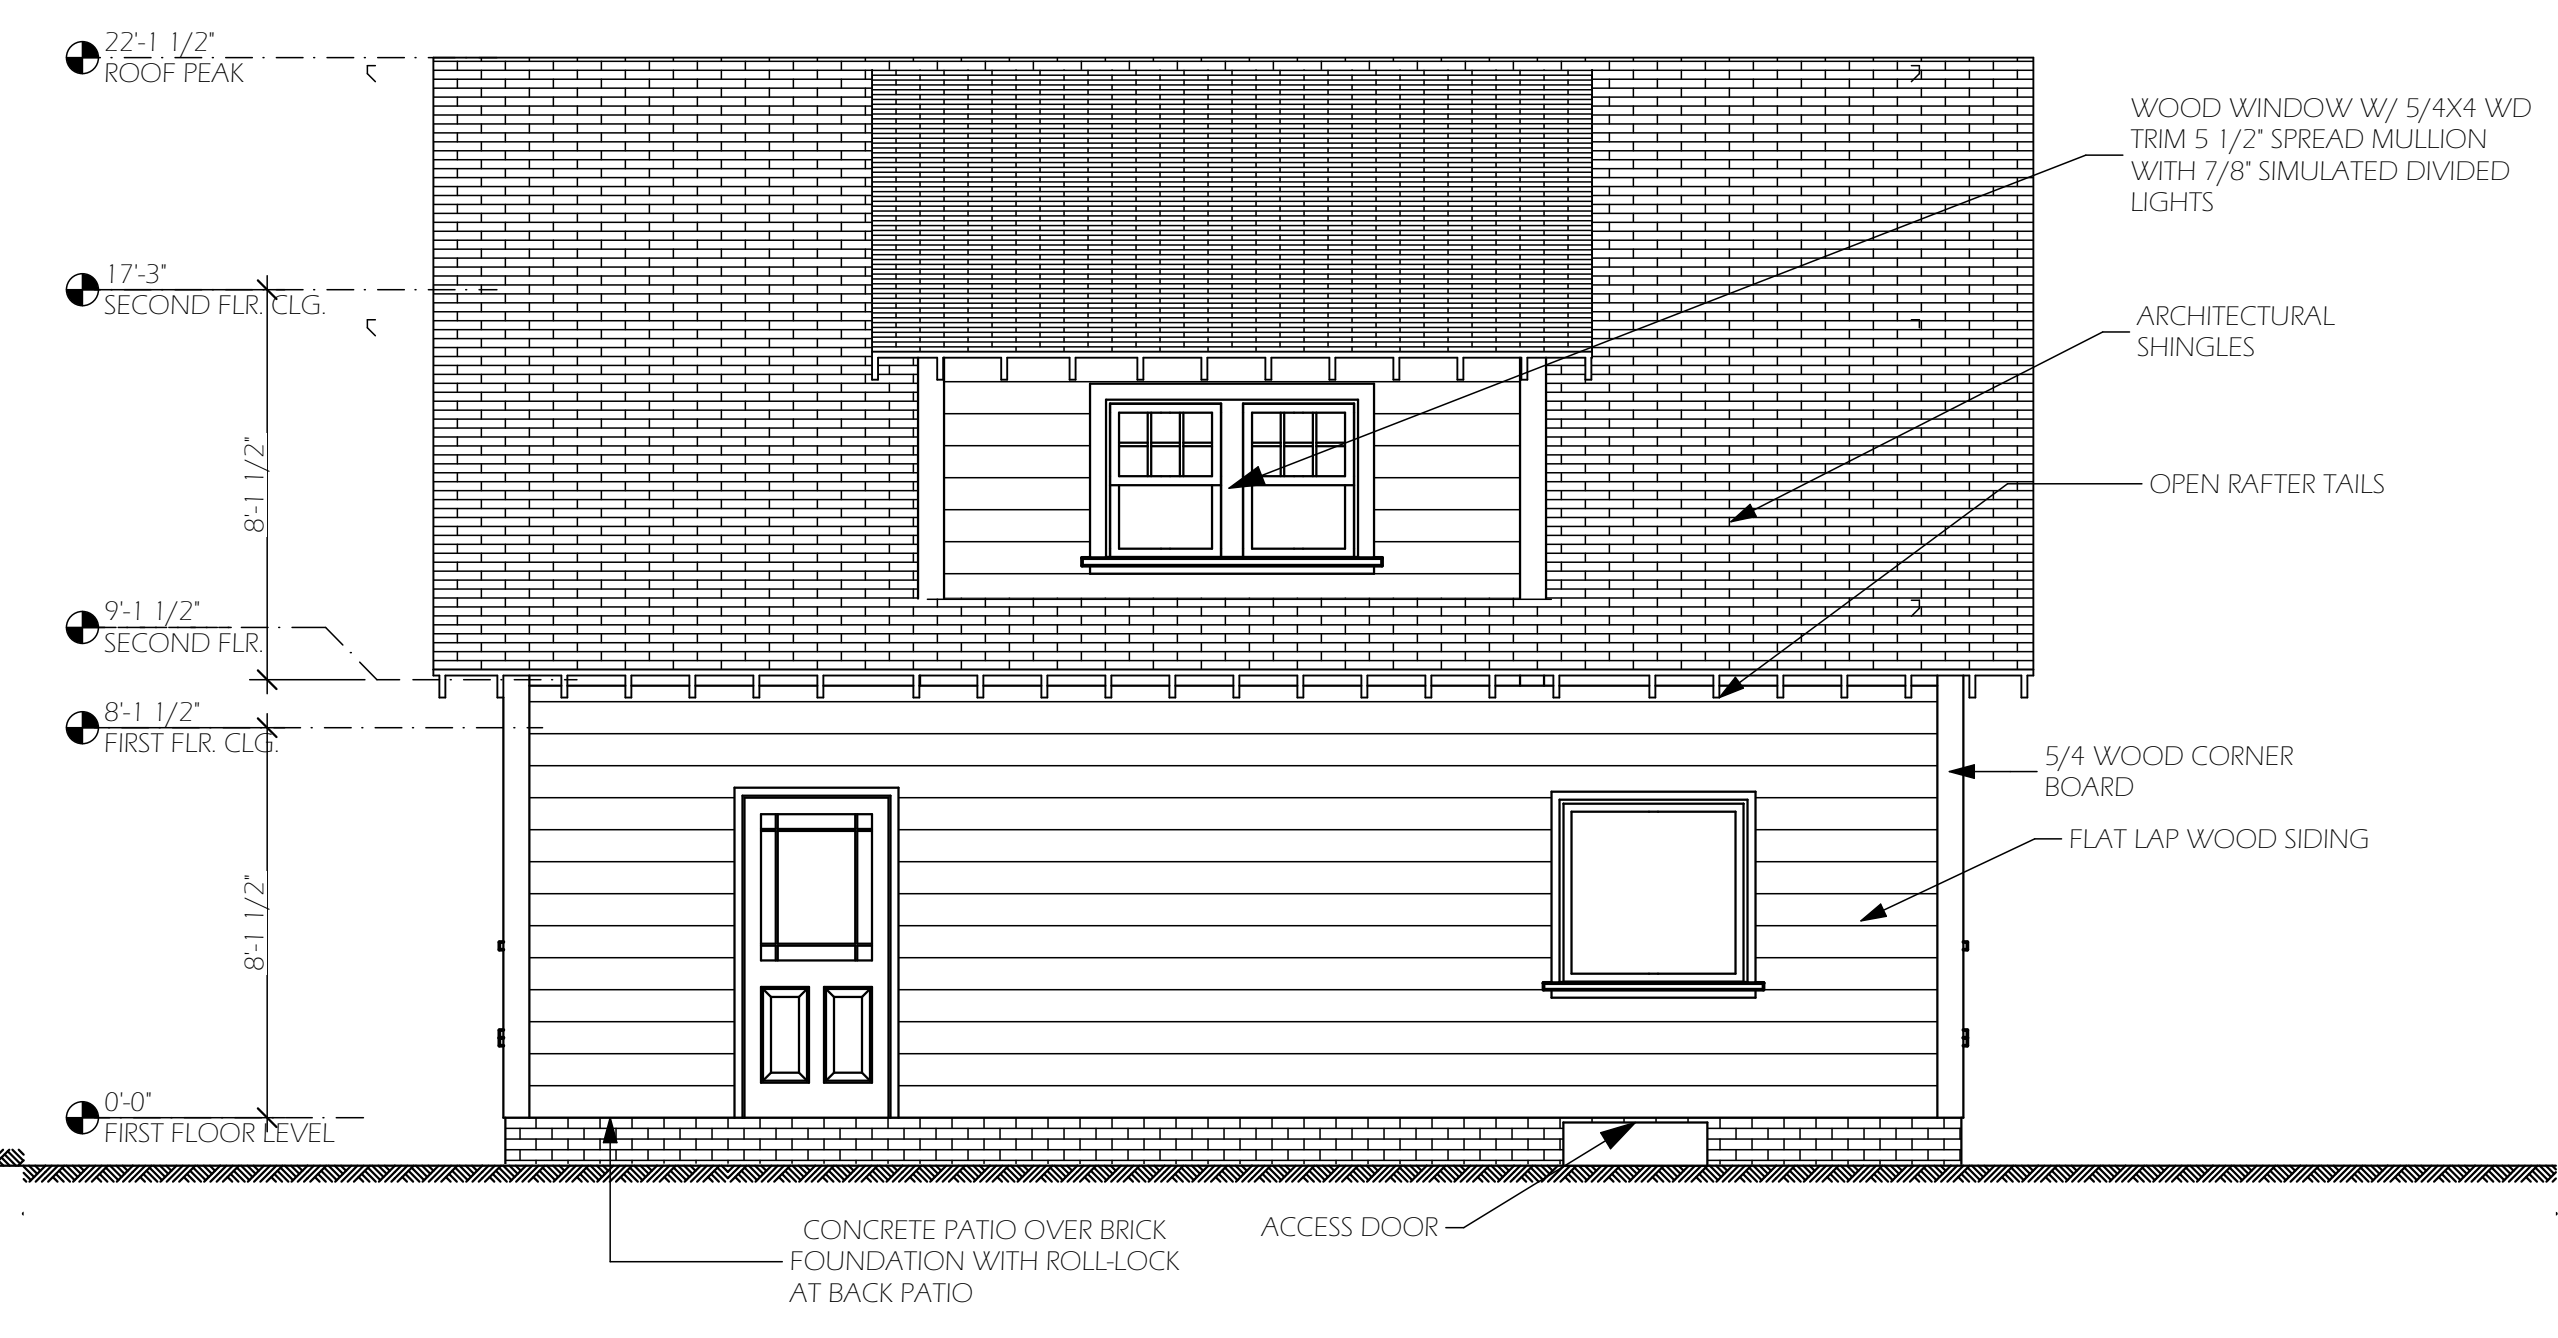 22'-1 1/2"
ROOF PEAK
WOOD WINDOW W/ 5/4X4 WD
TRIM 5 1/2" SPREAD MULLION
WITH 7/8" SIMULATED DIVIDED
LIGHTS
17'-3"
SECOND FLR. CLG.
ARCHITECTURAL
SHINGLES
8'-1 1/2"
OPEN RAFTER TAILS
9'-1 1/2"
SECOND FLR.
8'-1 1/2"
FIRST FLR. CLG.
5/4 WOOD CORNER
BOARD
FLAT LAP WOOD SIDING
8'-1 1/2"
0'-0"
FIRST FLOOR LEVEL
CONCRETE PATIO OVER BRICK
FOUNDATION WITH ROLL-LOCK
AT BACK PATIO
ACCESS DOOR